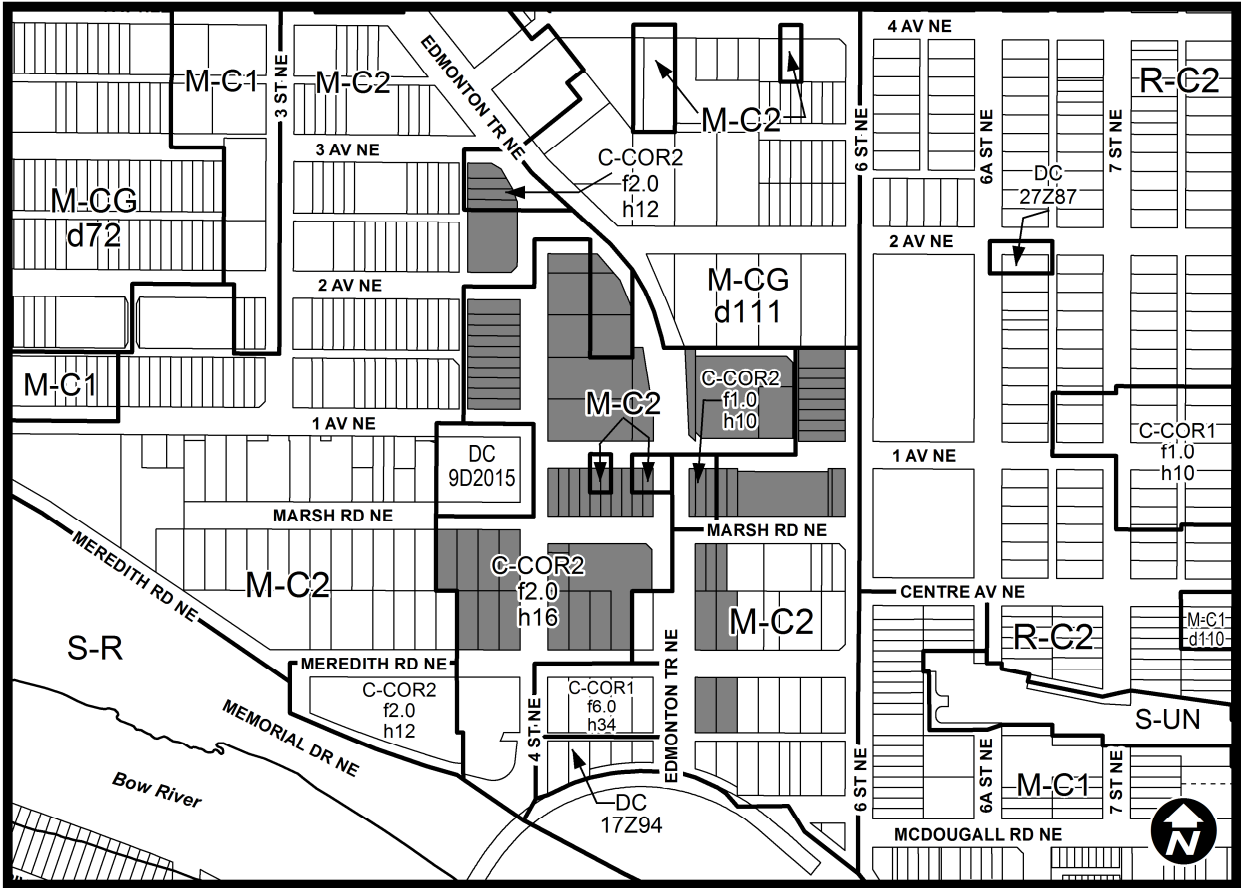 4 AV NE
M-C1
3 ST NE
M-C2
EDMONTON TR NE
M-C2
6 ST NE
6A ST NE
7 ST NE
R-C2
3 AV NE
C-COR2
f2.0
h12
DC
27Z87
M-CG
d72
2 AV NE
2 AV NE
M-CG
d111
M-C1
C-COR2
f1.0
h10
M-C2
1 AV NE
C-COR1
f1.0
h10
DC
9D2015
1 AV NE
MARSH RD NE
MARSH RD NE
MEREDITH RD NE
M-C2
C-COR2
f2.0
h16
M-C2
CENTRE AV NE
R-C2
M-C1
d110
S-R
MEREDITH RD NE
C-COR2
f2.0
h12
C-COR1
f6.0
h34
4 ST NE
EDMONTON TR NE
S-UN
MEMORIAL DR NE
Bow River
DC
17Z94
6 ST NE
6A ST NE
7 ST NE
M-C1
MCDOUGALL RD NE
N